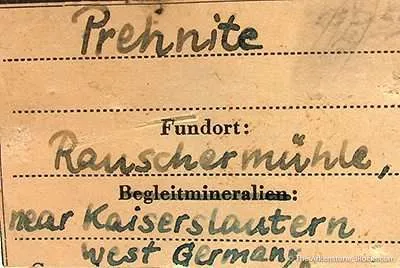 Prehnite
Fundort:
Rauschermühle,
Begleitmineralien:
near Kaiserslautern
West Germany